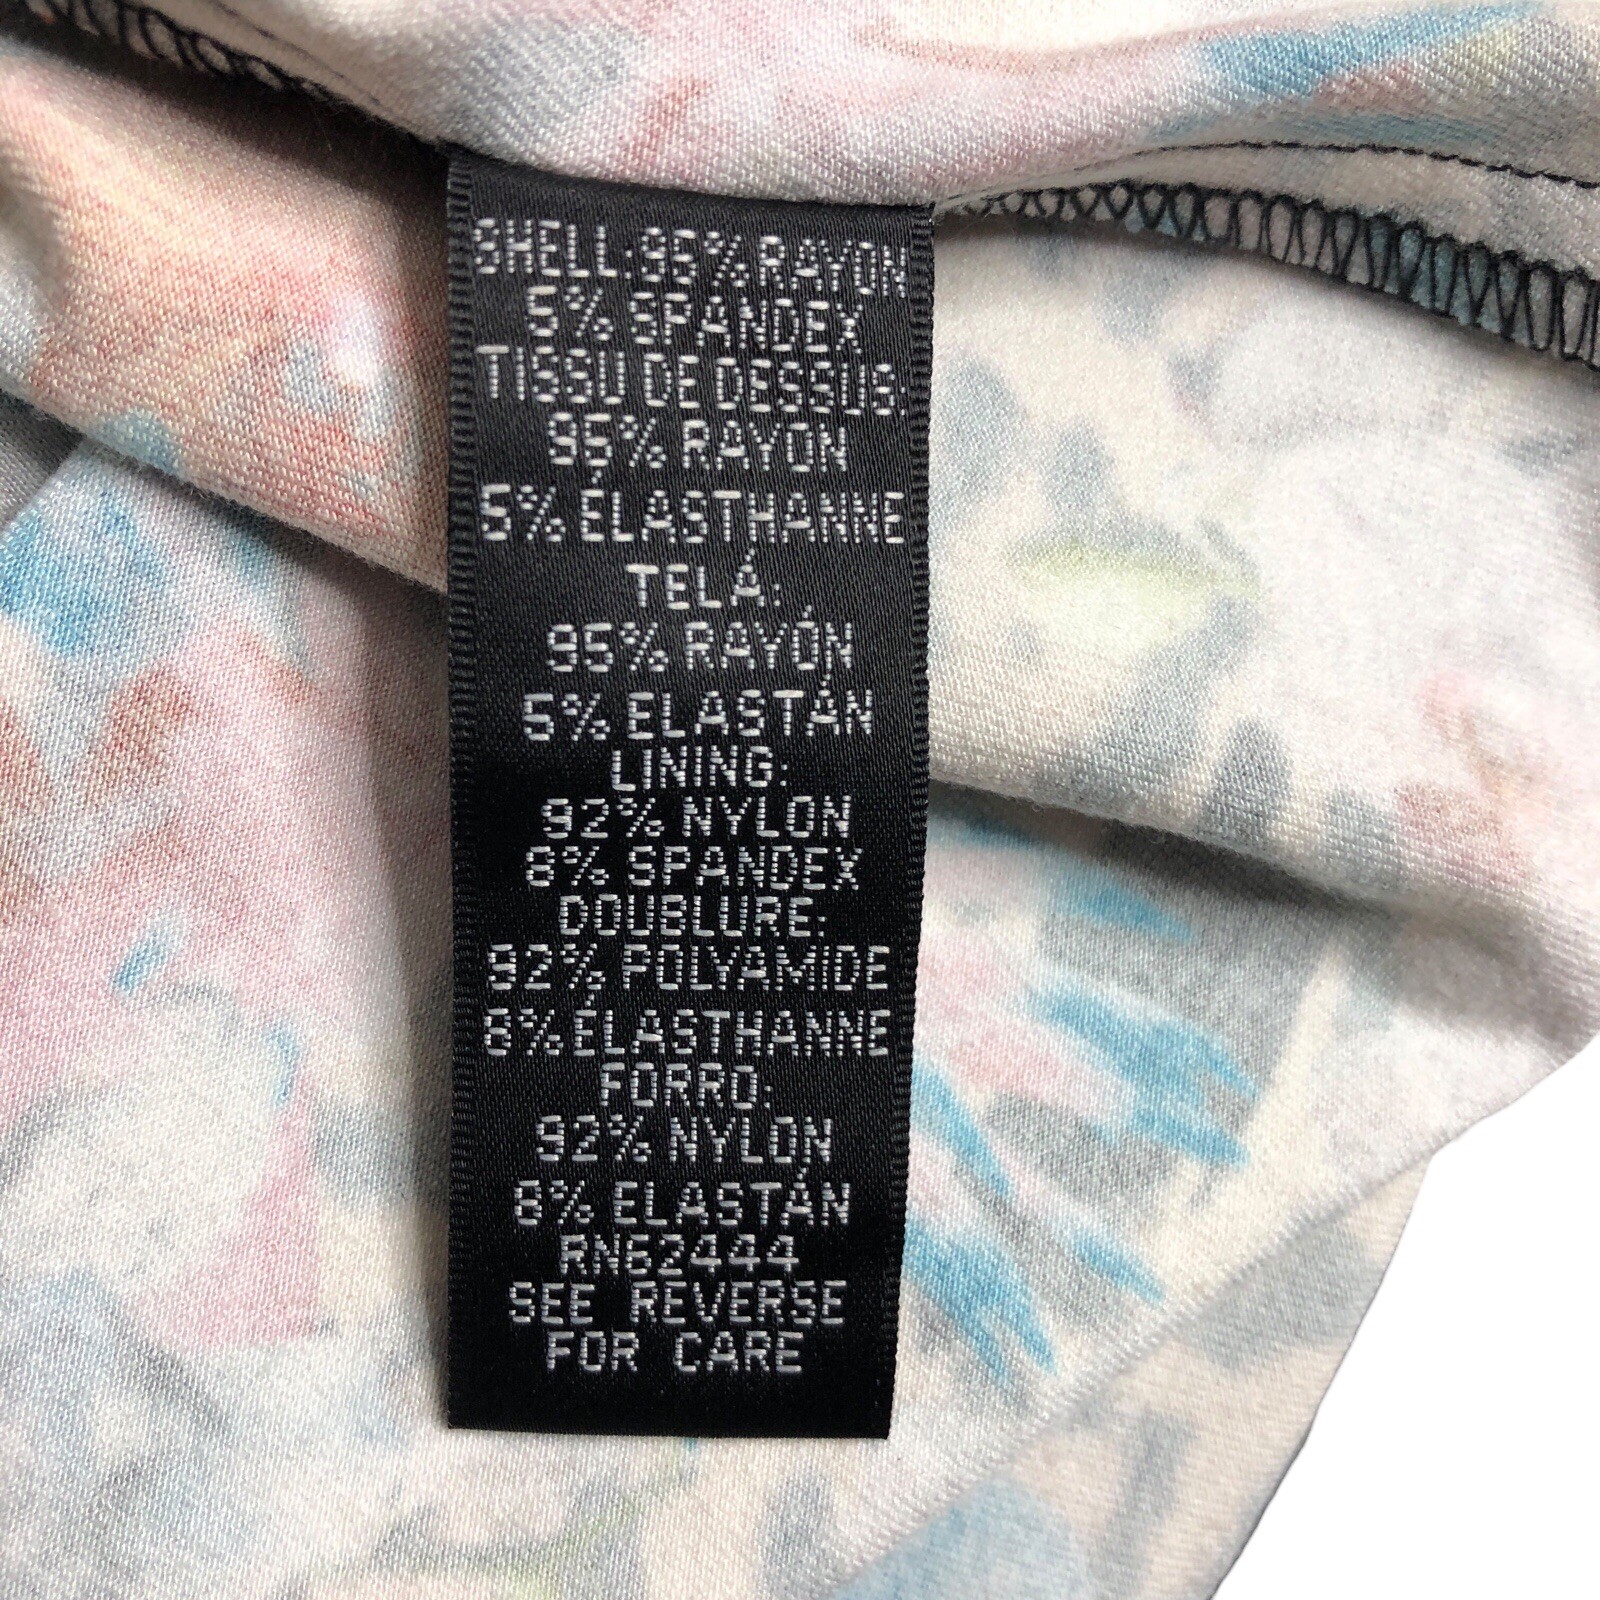 SHELL: 95% RAYON
5% SPANDEX
TISSU DE DESSUS:
95% RAYON
5% ÉLASTHANNE
TELÁ:
95% RAYÓN
5% ELASTÁN
LINING:
92% NYLON
8% SPANDEX
DOUBLURE:
92% POLYAMIDE
8% ÉLASTHANNE
FORRO:
92% NYLON
8% ELASTÁN
RN62444
SEE REVERSE
FOR CARE